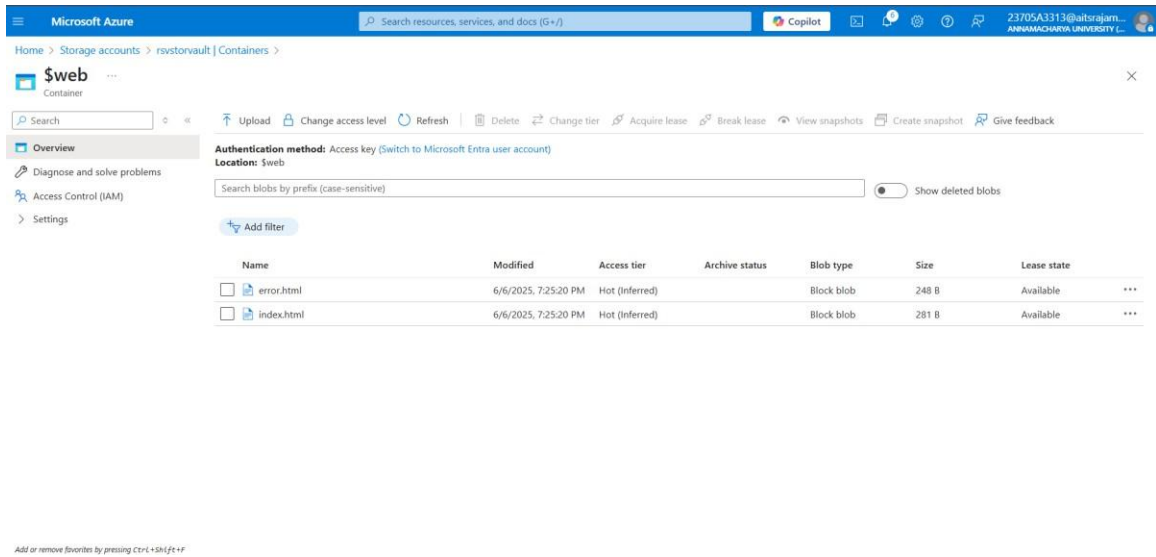 Microsoft Azure
Search resources, services, and docs (G+/)
Copilot
6
23705A3313@aitsrajam...
ANNAMACHARYA UNIVERSITY (...
Home > Storage accounts > rsvstorvault | Containers >
$web ...
Container
Search
Upload Change access level Refresh Delete Change tier Acquire lease Break lease View snapshots Create snapshot Give feedback
Overview
Diagnose and solve problems
Access Control (IAM)
Settings
Authentication method: Access key (Switch to Microsoft Entra user account)
Location: $web
Search blobs by prefix (case-sensitive)
Show deleted blobs
Add filter
Name Modified Access tier Archive status Blob type Size Lease state
error.html 6/6/2025, 7:25:20 PM Hot (Inferred) Block blob 248 B Available ...
index.html 6/6/2025, 7:25:20 PM Hot (Inferred) Block blob 281 B Available ...
Add or remove favorites by pressing Ctrl+Shift+F